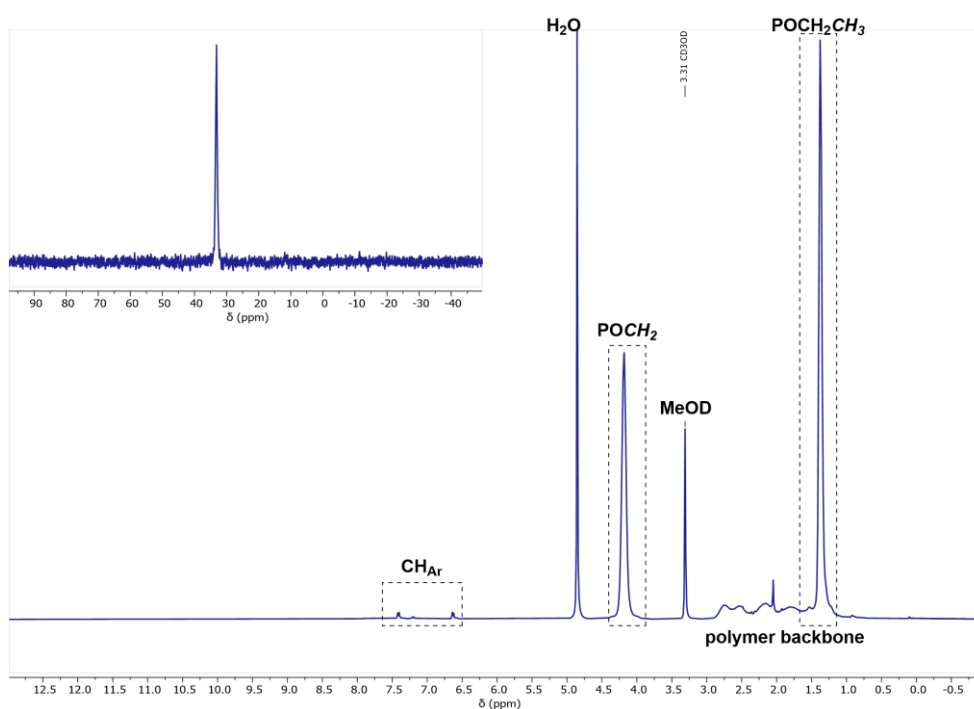 H₂O
POCH₂CH₃
— 3.31 CD3OD
90 80 70 60 50 40 30 20 10 0 -10 -20 -30 -40
δ (ppm)
POCH₂
MeOD
CH_Ar
polymer backbone
12.5 12.0 11.5 11.0 10.5 10.0 9.5 9.0 8.5 8.0 7.5 7.0 6.5 6.0 5.5 5.0 4.5 4.0 3.5 3.0 2.5 2.0 1.5 1.0 0.5 0.0 -0.5
δ (ppm)